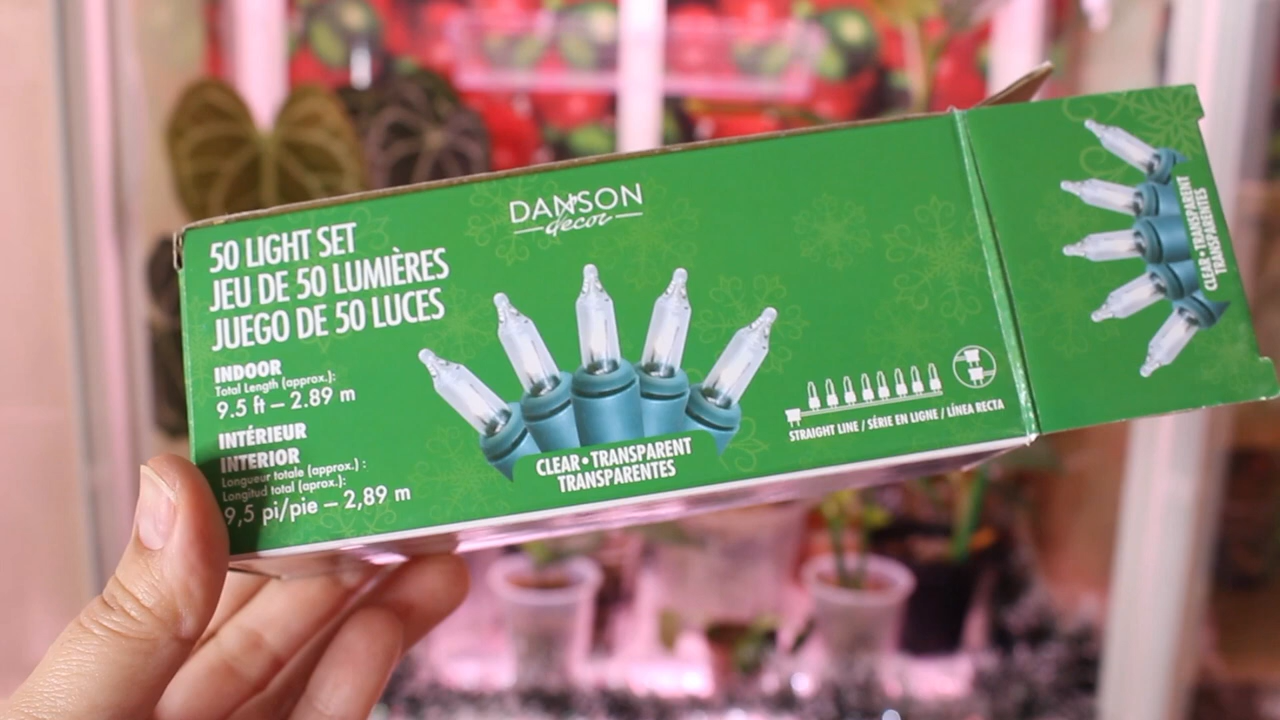 50 LIGHT SET
JEU DE 50 LUMIÈRES
JUEGO DE 50 LUCES
INDOOR
Total Length (approx.):
9.5 ft – 2.89 m
INTÉRIEUR
INTERIOR
Longueur totale (approx.) :
Longitud total (aprox.):
9,5 pi/pie – 2,89 m
DANSON
decor
CLEAR • TRANSPARENT
TRANSPARENTES
STRAIGHT LINE / SÉRIE EN LIGNE / LÍNEA RECTA
CLEAR • TRANSPARENT
TRANSPARENTES